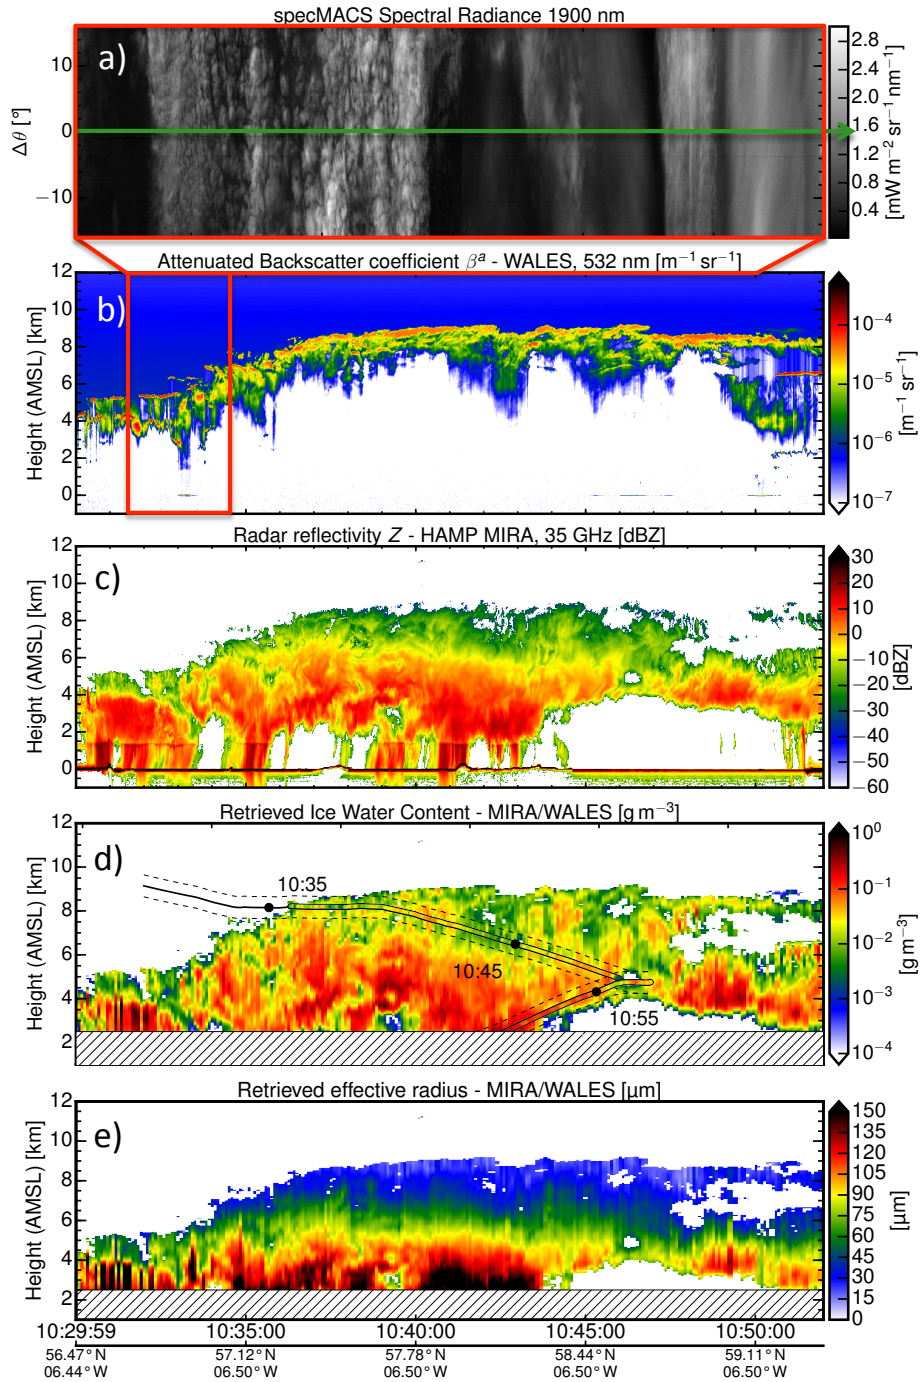 specMACS Spectral Radiance 1900 nm
a)
10
0
−10
Δθ [°]
2.8
2.0
1.6
1.2
0.4
[mW m−2 sr−1 nm−1]
Attenuated Backscatter coefficient βa - WALES, 532 nm [m−1 sr−1]
b)
12
10
8
6
4
2
0
Height (AMSL) [km]
10−4
10−5
10−6
10−7
[m−1 sr−1]
Radar reflectivity Z - HAMP MIRA, 35 GHz [dBZ]
c)
12
10
8
6
4
2
0
Height (AMSL) [km]
30
20
10
0
−10
−20
−30
−40
−50
−60
[dBZ]
Retrieved Ice Water Content - MIRA/WALES [g m−3]
d)
12
10
8
6
4
2
Height (AMSL) [km]
10:35
10:45
10:55
100
10−1
10−2
10−3
10−4
[g m−3]
Retrieved effective radius - MIRA/WALES [µm]
e)
12
10
8
6
4
2
Height (AMSL) [km]
150
135
120
105
90
75
60
45
30
15
0
[µm]
10:29:59 10:35:00 10:40:00 10:45:00 10:50:00
56.47°N 57.12°N 57.78°N 58.44°N 59.11°N
06.44°W 06.50°W 06.50°W 06.50°W 06.50°W